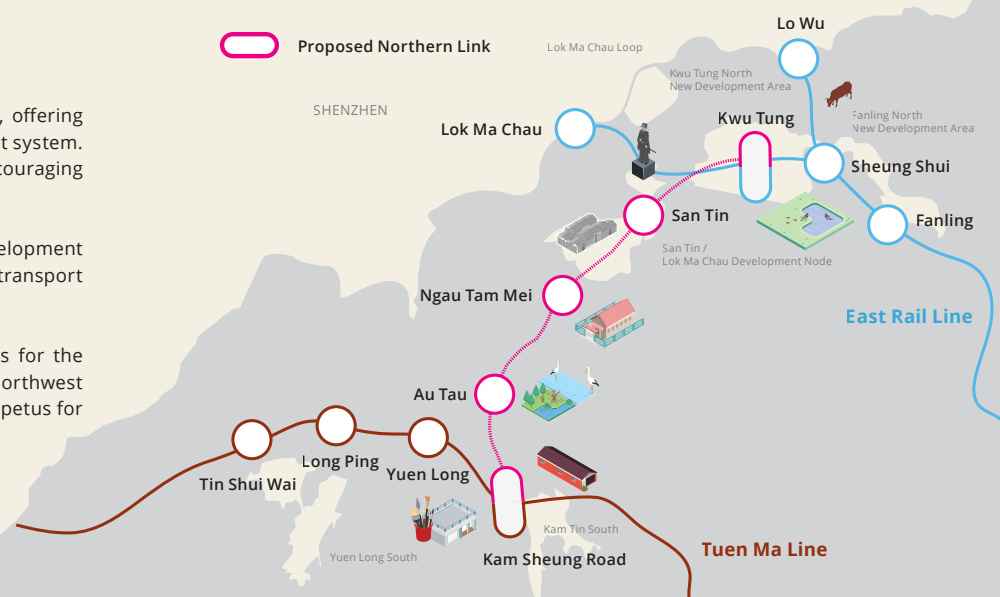 , offering
t system.
couraging
elopment
transport
s for the
orthwest
petus for
Proposed Northern Link
SHENZHEN
Lok Ma Chau Loop
Lo Wu
Kwu Tung North
New Development Area
Fanling North
New Development Area
Lok Ma Chau
Kwu Tung
Sheung Shui
Fanling
San Tin
San Tin /
Lok Ma Chau Development Node
Ngau Tam Mei
East Rail Line
Au Tau
Long Ping
Yuen Long
Tin Shui Wai
Kam Tin South
Yuen Long South
Kam Sheung Road
Tuen Ma Line